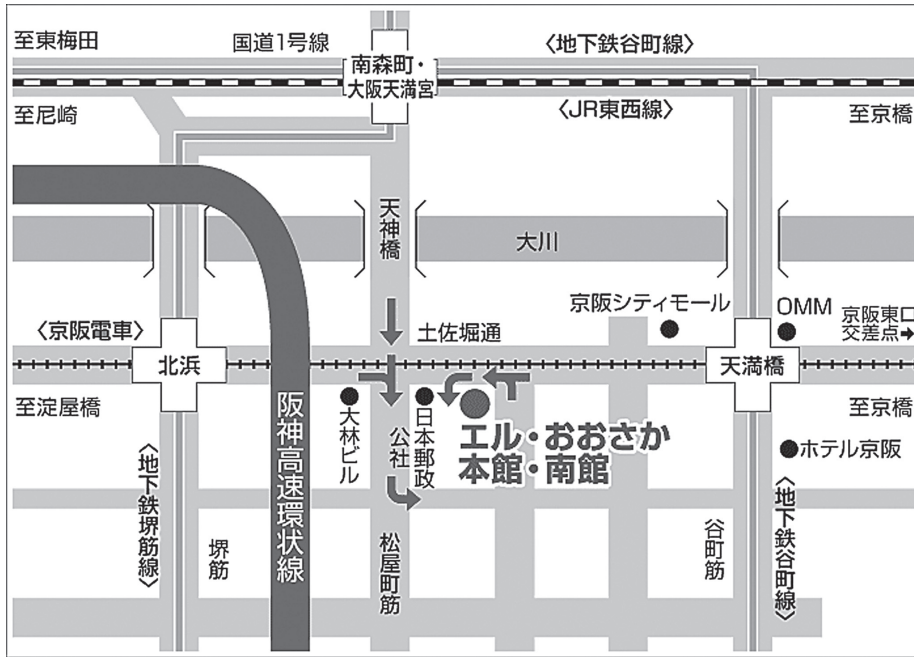 至東梅田
国道1号線
〈地下鉄谷町線〉
南森町・
大阪天満宮
至尼崎
〈JR東西線〉
至京橋
天神橋
大川
京阪シティモール
OMM
京阪東口
交差点➡
〈京阪電車〉
土佐堀通
北浜
天満橋
至淀屋橋
至京橋
大林ビル
公社
日本郵政
エル・おおさか
本館・南館
ホテル京阪
阪神高速環状線
〈地下鉄堺筋線〉
堺筋
松屋町筋
谷町筋
〈地下鉄谷町線〉